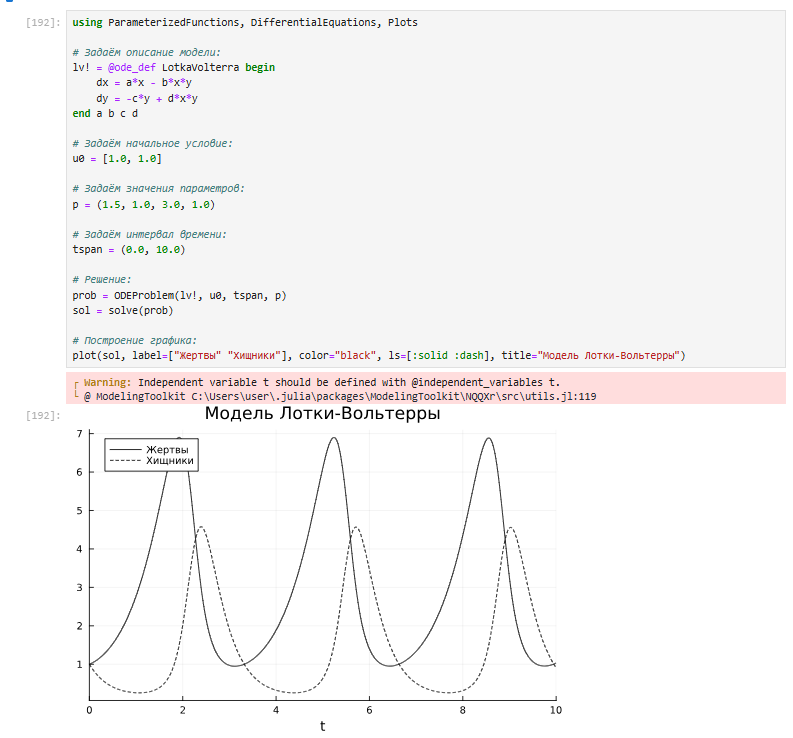 [192]:
using ParameterizedFunctions, DifferentialEquations, Plots
# Задаём описание модели:
lv! = @ode_def LotkaVolterra begin
    dx = a*x - b*x*y
    dy = -c*y + d*x*y
end a b c d
# Задаём начальное условие:
u0 = [1.0, 1.0]
# Задаём значения параметров:
p = (1.5, 1.0, 3.0, 1.0)
# Задаём интервал времени:
tspan = (0.0, 10.0)
# Решение:
prob = ODEProblem(lv!, u0, tspan, p)
sol = solve(prob)
# Построение графика:
plot(sol, label=["Жертвы" "Хищники"], color="black", ls=[:solid :dash], title="Модель Лотки-Вольтерры")
┌ Warning: Independent variable t should be defined with @independent_variables t.
└ @ ModelingToolkit C:\Users\user\.julia\packages\ModelingToolkit\NQQXr\src\utils.jl:119
[192]:
Модель Лотки-Вольтерры
Жертвы
Хищники
7
6
5
4
3
2
1
0 2 4 6 8 10
t